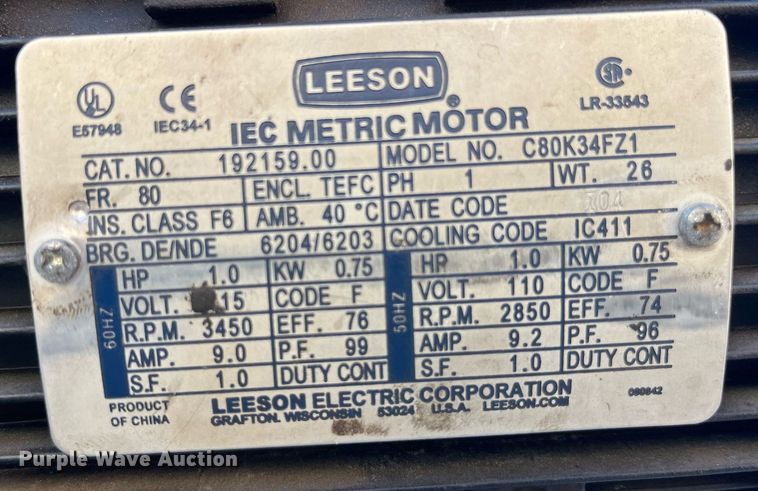 LEESON
®
UL
E57948
CE
IEC34-1
LR-33543
IEC METRIC MOTOR
CAT. NO. 192159.00 MODEL NO. C80K34FZ1
FR. 80 ENCL. TEFC PH 1 WT. 26
INS. CLASS F6 AMB. 40 °C DATE CODE
BRG. DE/NDE 6204/6203 COOLING CODE IC411
60HZ
HP 1.0 KW 0.75
VOLT. 15 CODE F
R.P.M. 3450 EFF. 76
AMP. 9.0 P.F. 99
S.F. 1.0 DUTY CONT
50HZ
HP 1.0 KW 0.75
VOLT. 110 CODE F
R.P.M. 2850 EFF. 74
AMP. 9.2 P.F. 96
S.F. 1.0 DUTY CONT
PRODUCT
OF CHINA
LEESON ELECTRIC CORPORATION
GRAFTON, WISCONSIN 53024 U.S.A. LEESON.COM
080842
Purple Wave Auction